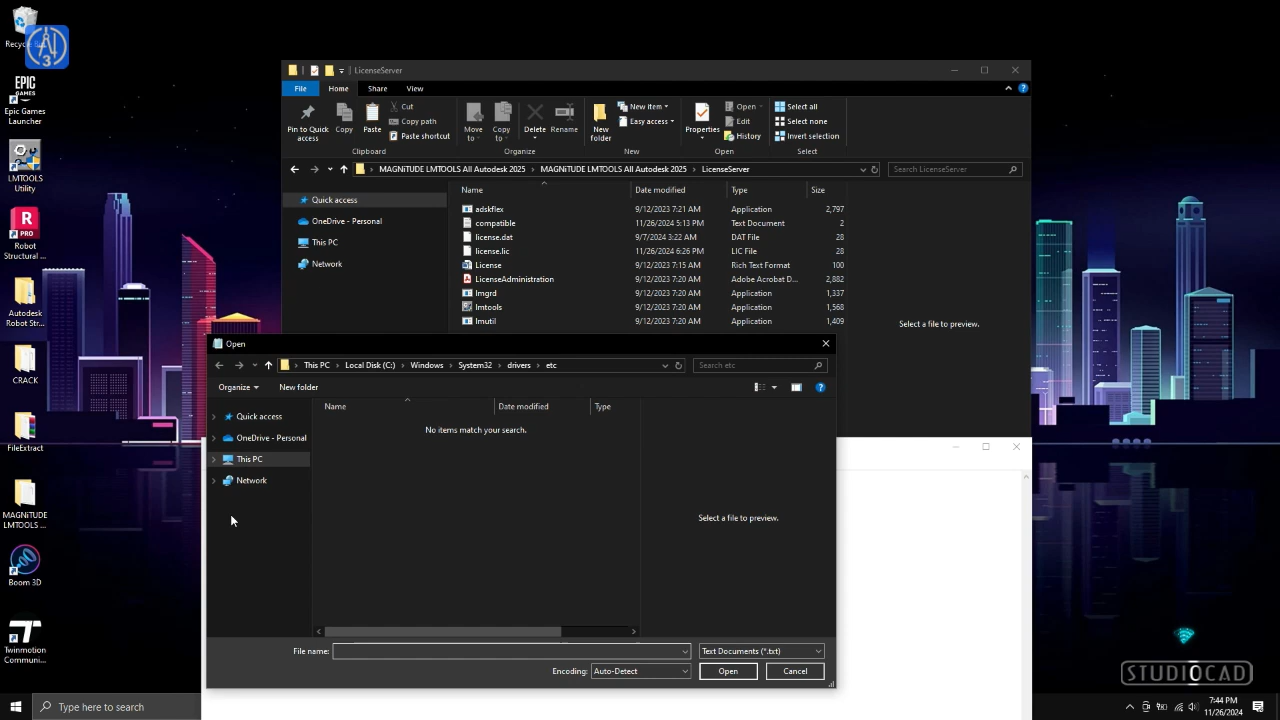 Recycle Bin
EPIC
GAMES
Epic Games
Launcher
LMTOOLS
Utility
R
PRO
Robot
Structural ...
Autodesk
Robot Str...
CRACK
FileExtract
MAGNiTUDE
LMTOOLS ...
Boom 3D
Twinmotion
Communi...
LicenseServer
File
Home
Share
View
Pin to Quick
access
Copy
Paste
Cut
Copy path
Paste shortcut
Clipboard
Move
to
Copy
to
Delete
Rename
Organize
New
folder
New item
Easy access
New
Properties
Open
Edit
History
Open
Select all
Select none
Invert selection
Select
MAGNiTUDE LMTOOLS All Autodesk 2025 > MAGNiTUDE LMTOOLS All Autodesk 2025 > LicenseServer
Search LicenseServer
Quick access
OneDrive - Personal
This PC
Network
Name Date modified Type Size
adskflex 9/12/2023 7:21 AM Application 2,797
compatible 11/26/2024 5:13 PM Text Document 2
license.dat 9/7/2024 3:22 AM DAT File 28
license.lic 11/26/2024 6:26 PM LIC File 28
License 9/12/2023 7:15 AM Rich Text Format 100
LicenseAdministration 9/12/2023 7:20 AM Adobe Acrobat D... 2,882
lmgrd 9/12/2023 7:20 AM Application 1,337
lmtools 9/12/2023 7:20 AM Application 1,568
lmutil 9/12/2023 7:20 AM Application 1,409
Select a file to preview.
Open
This PC > Local Disk (C:) > Windows > System32 > drivers > etc
Search etc
Organize
New folder
Quick access
OneDrive - Personal
This PC
Network
Name Date modified Type
No items match your search.
Select a file to preview.
File name:
Text Documents (*.txt)
Encoding: Auto-Detect
Open
Cancel
STUDIOCAD
Type here to search
7:44 PM
11/26/2024